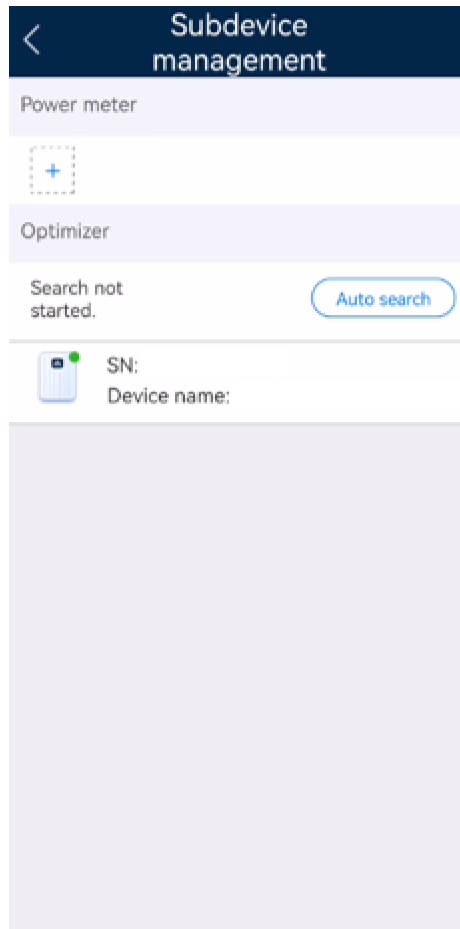 Subdevice
management
Power meter
+
Optimizer
Search not
started.
Auto search
SN:
Device name: